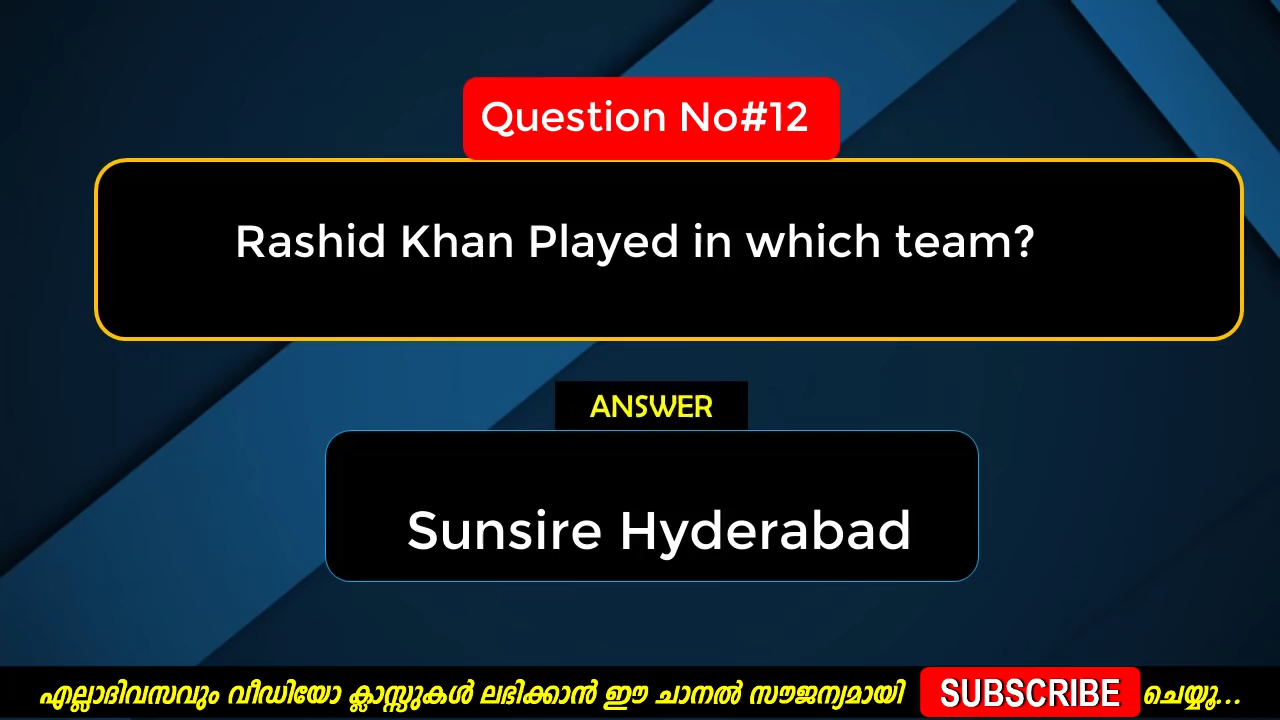 Question No#12
Rashid Khan Played in which team?
ANSWER
Sunsire Hyderabad
എല്ലാദിവസവും വീഡിയോ ക്ലാസ്സുകൾ ലഭിക്കാൻ ഈ ചാനൽ സൗജന്യമായി SUBSCRIBE ചെയ്യൂ...